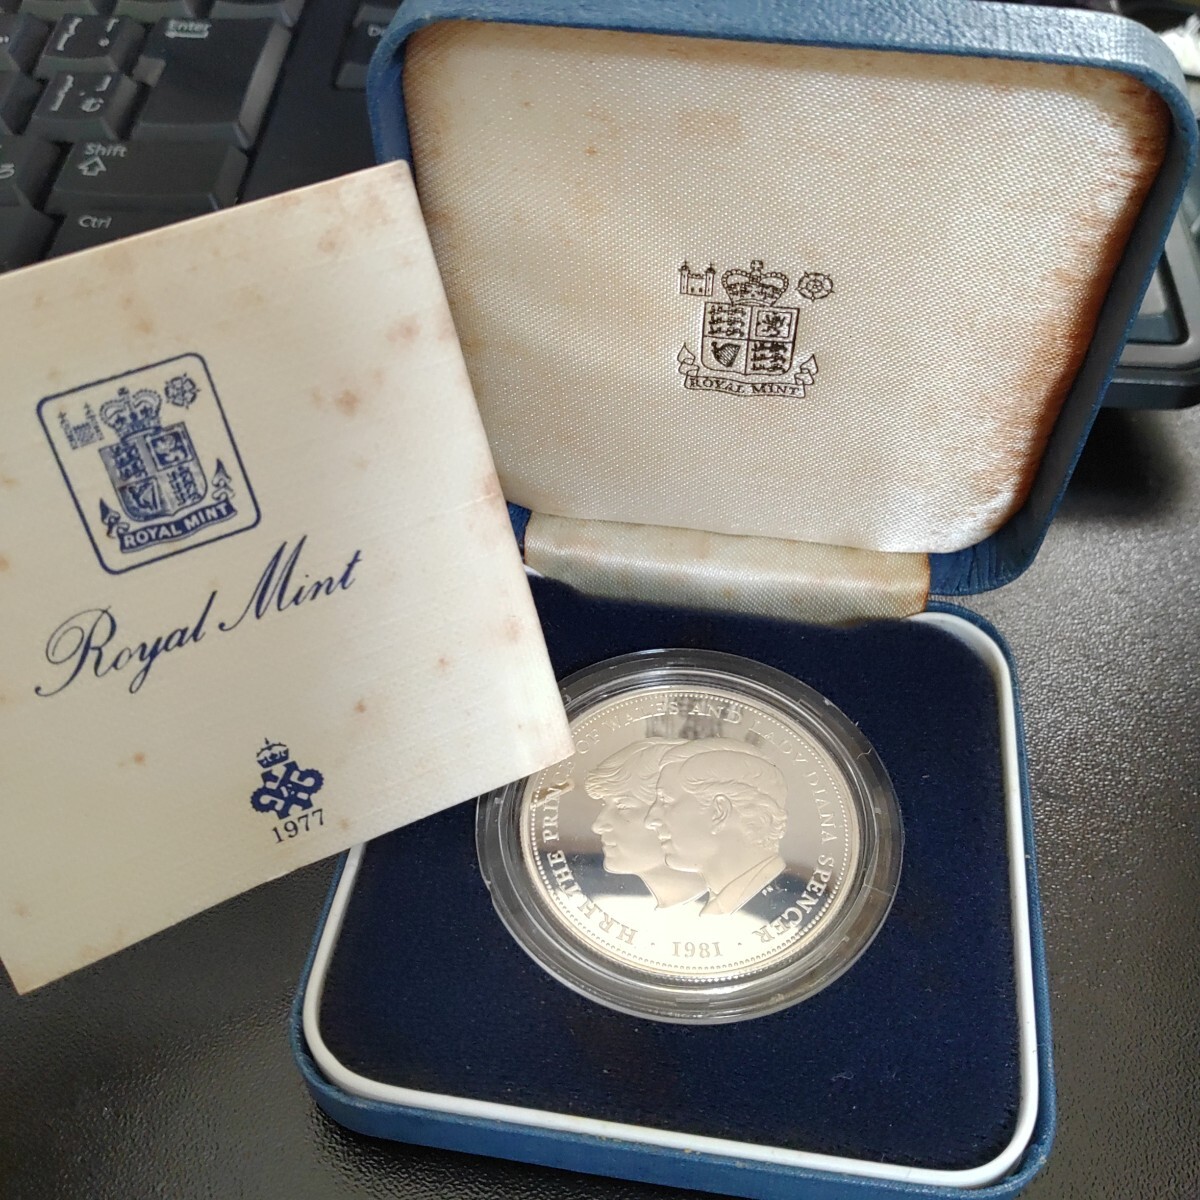 Enter
Shift
Ctrl
ROYAL MINT
ROYAL MINT
Royal Mint
1977
H.R.H. THE PRINCE OF WALES AND LADY DIANA SPENCER
· 1981 ·